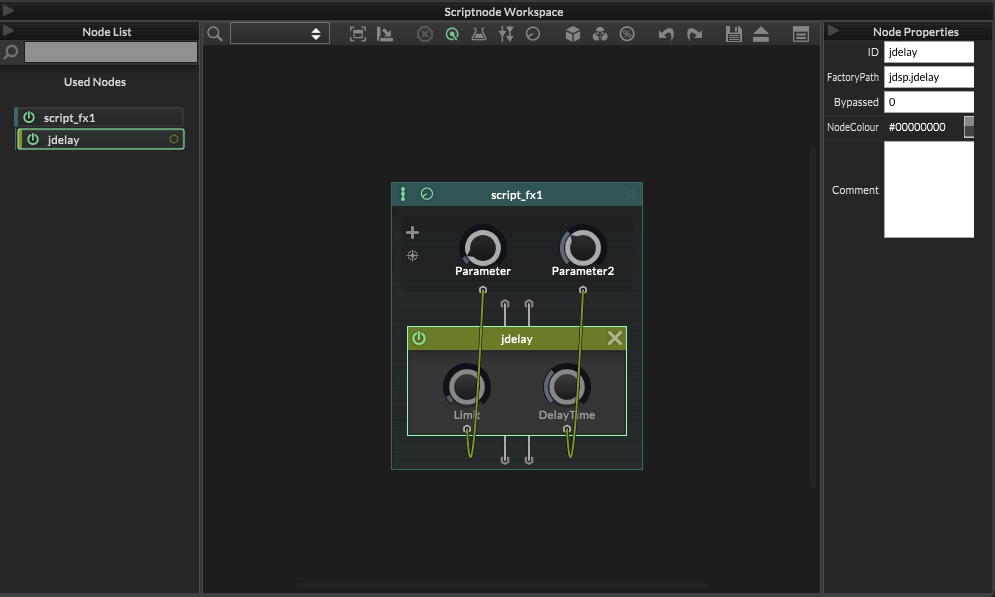 Scriptnode Workspace
Node List
Used Nodes
script_fx1
jdelay
script_fx1
Parameter
Parameter2
jdelay
Limit
DelayTime
Node Properties
ID jdelay
FactoryPath jdsp.jdelay
Bypassed 0
NodeColour #00000000
Comment